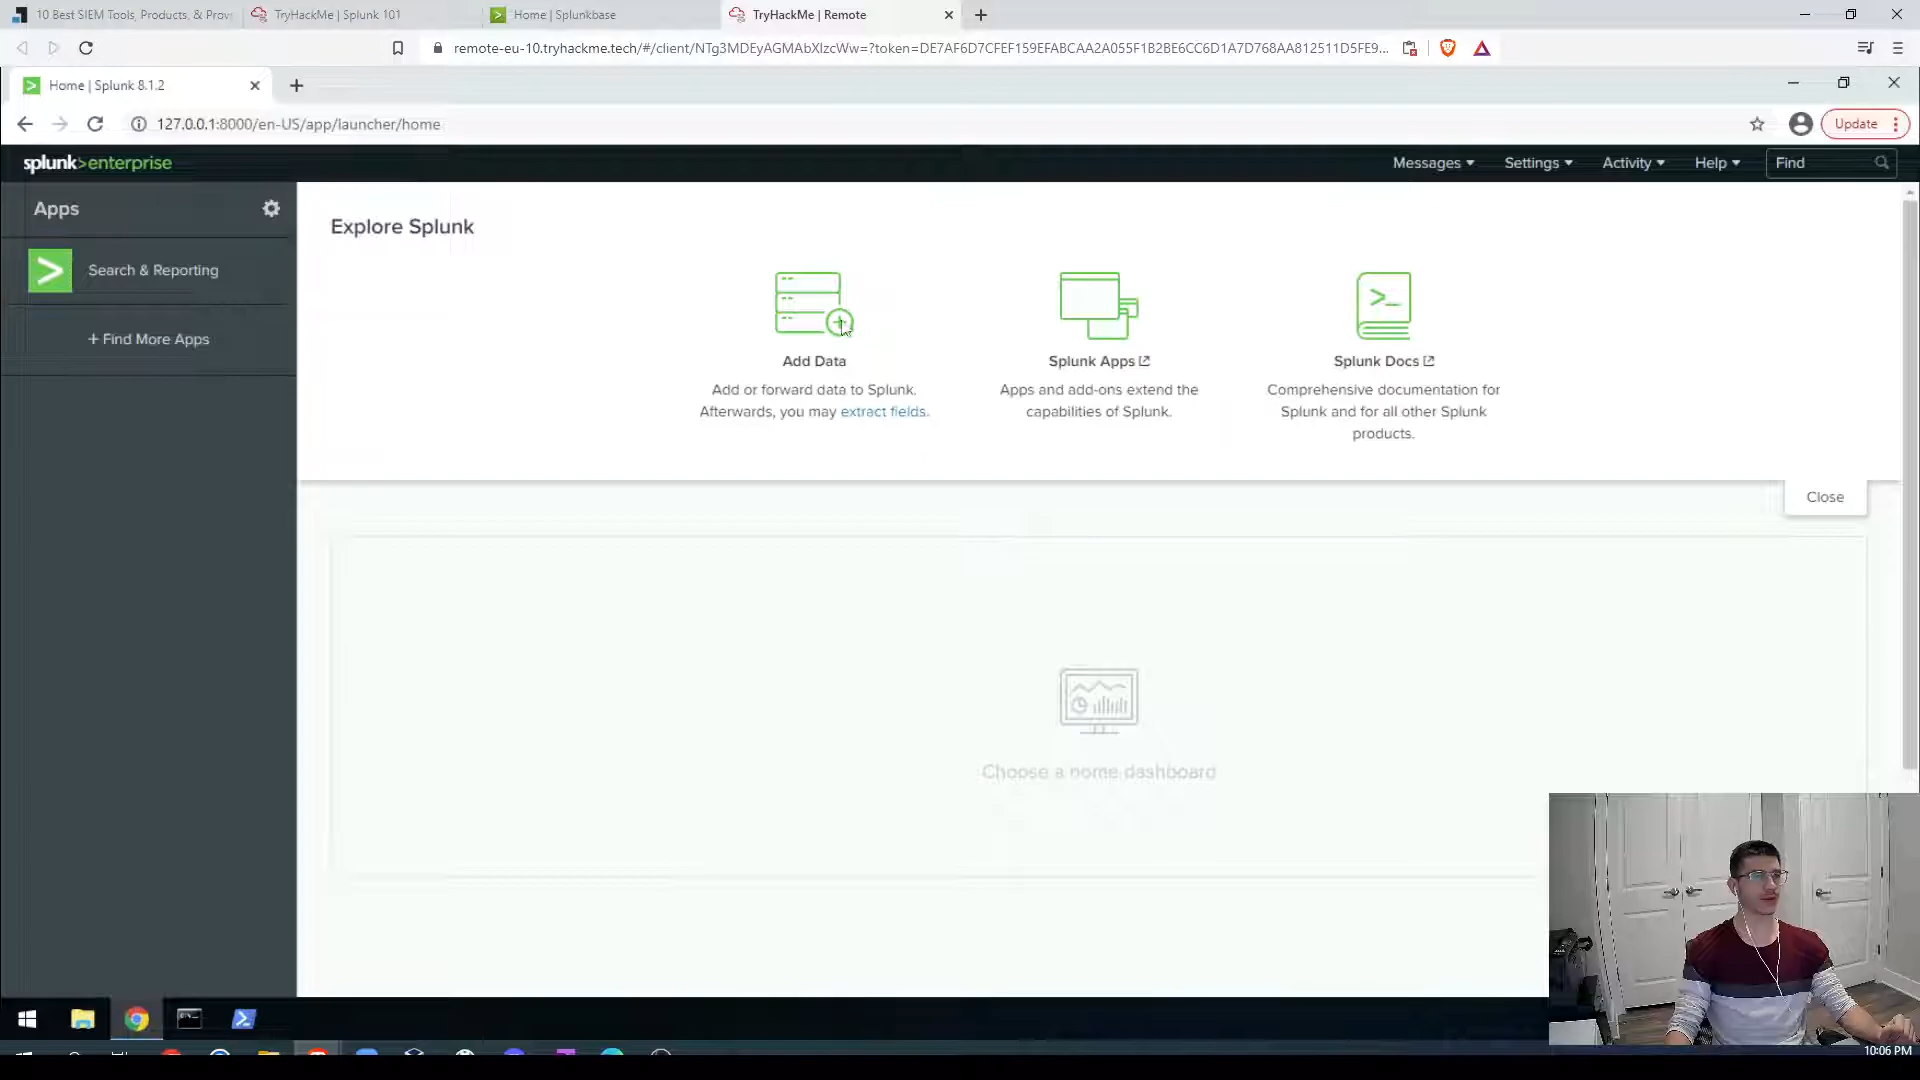 10 Best SIEM Tools, Products, & Prov
TryHackMe | Splunk 101
Home | Splunkbase
TryHackMe | Remote
remote-eu-10.tryhackme.tech/#/client/NTg3MDEyAGMAbXlzcWw=?token=DE7AF6D7CFEF159EFABCAA2A055F1B2BE6CC6D1A7D768AA812511D5FE9...
Home | Splunk 8.1.2
127.0.0.1:8000/en-US/app/launcher/home
Update
splunk>enterprise
Messages
Settings
Activity
Help
Find
Apps
Search & Reporting
+ Find More Apps
Explore Splunk
Add Data
Add or forward data to Splunk.
Afterwards, you may extract fields.
Splunk Apps
Apps and add-ons extend the
capabilities of Splunk.
Splunk Docs
Comprehensive documentation for
Splunk and for all other Splunk
products.
Close
Choose a home dashboard
10:06 PM